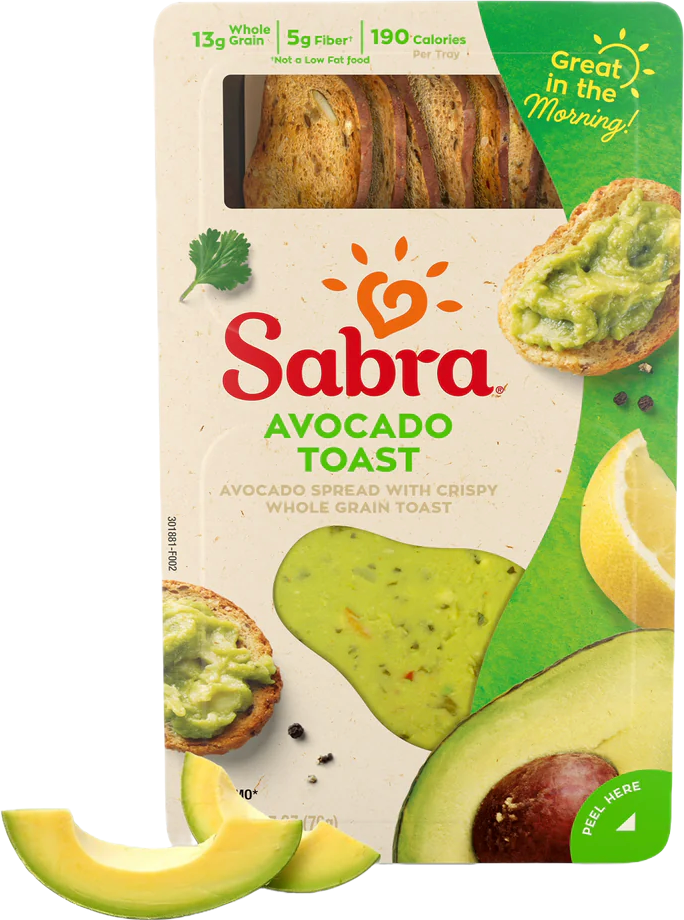 13g Whole Grain | 5g Fiber† | 190 Calories
Per Tray
†Not a Low Fat food
Great
in the
Morning!
Sabra®
AVOCADO
TOAST
AVOCADO SPREAD WITH CRISPY
WHOLE GRAIN TOAST
301881-F002
(76g)
PEEL HERE